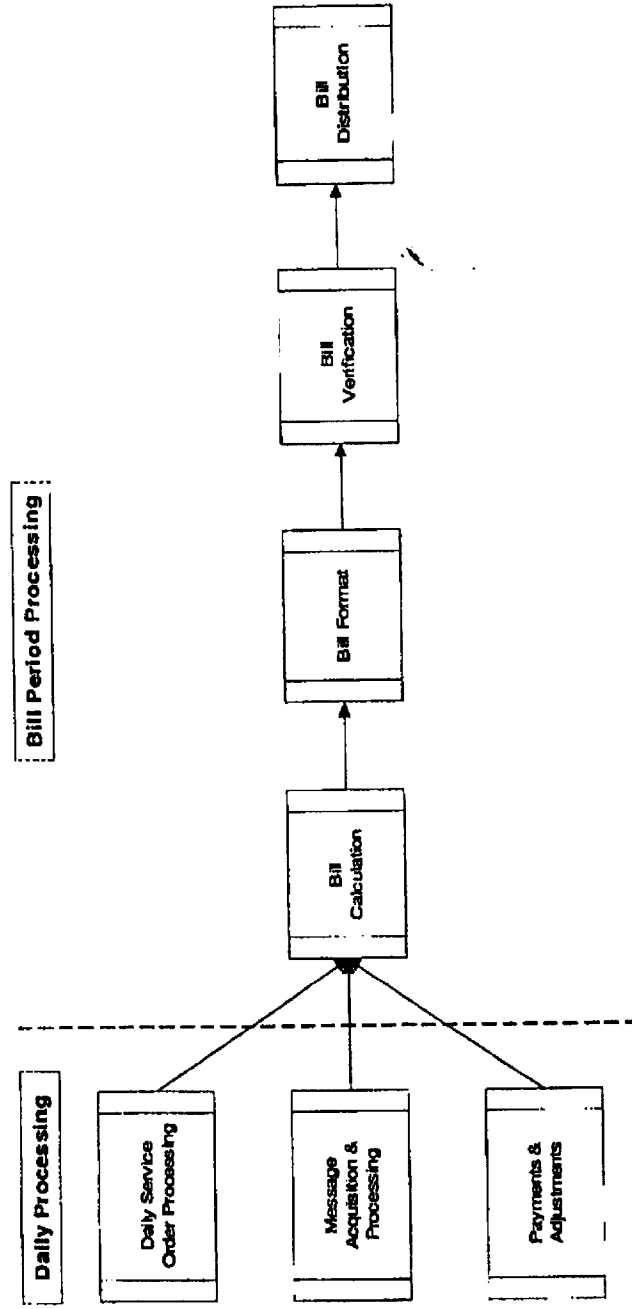 Daily Processing
Bill Period Processing
Daily Service
Order Processing
Message
Acquisition &
Processing
Payments &
Adjustments
Bill
Calculation
Bill Format
Bill
Verification
Bill
Distribution